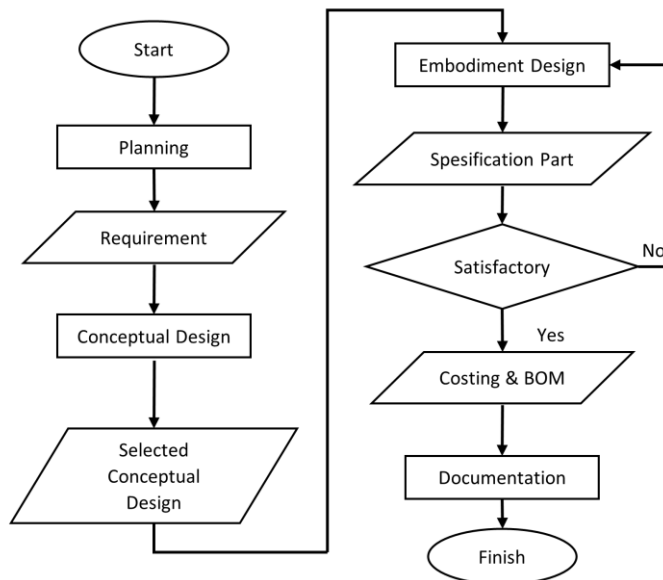 Start
Planning
Requirement
Conceptual Design
Selected
Conceptual
Design
Embodiment Design
Spesification Part
Satisfactory
No
Yes
Costing & BOM
Documentation
Finish